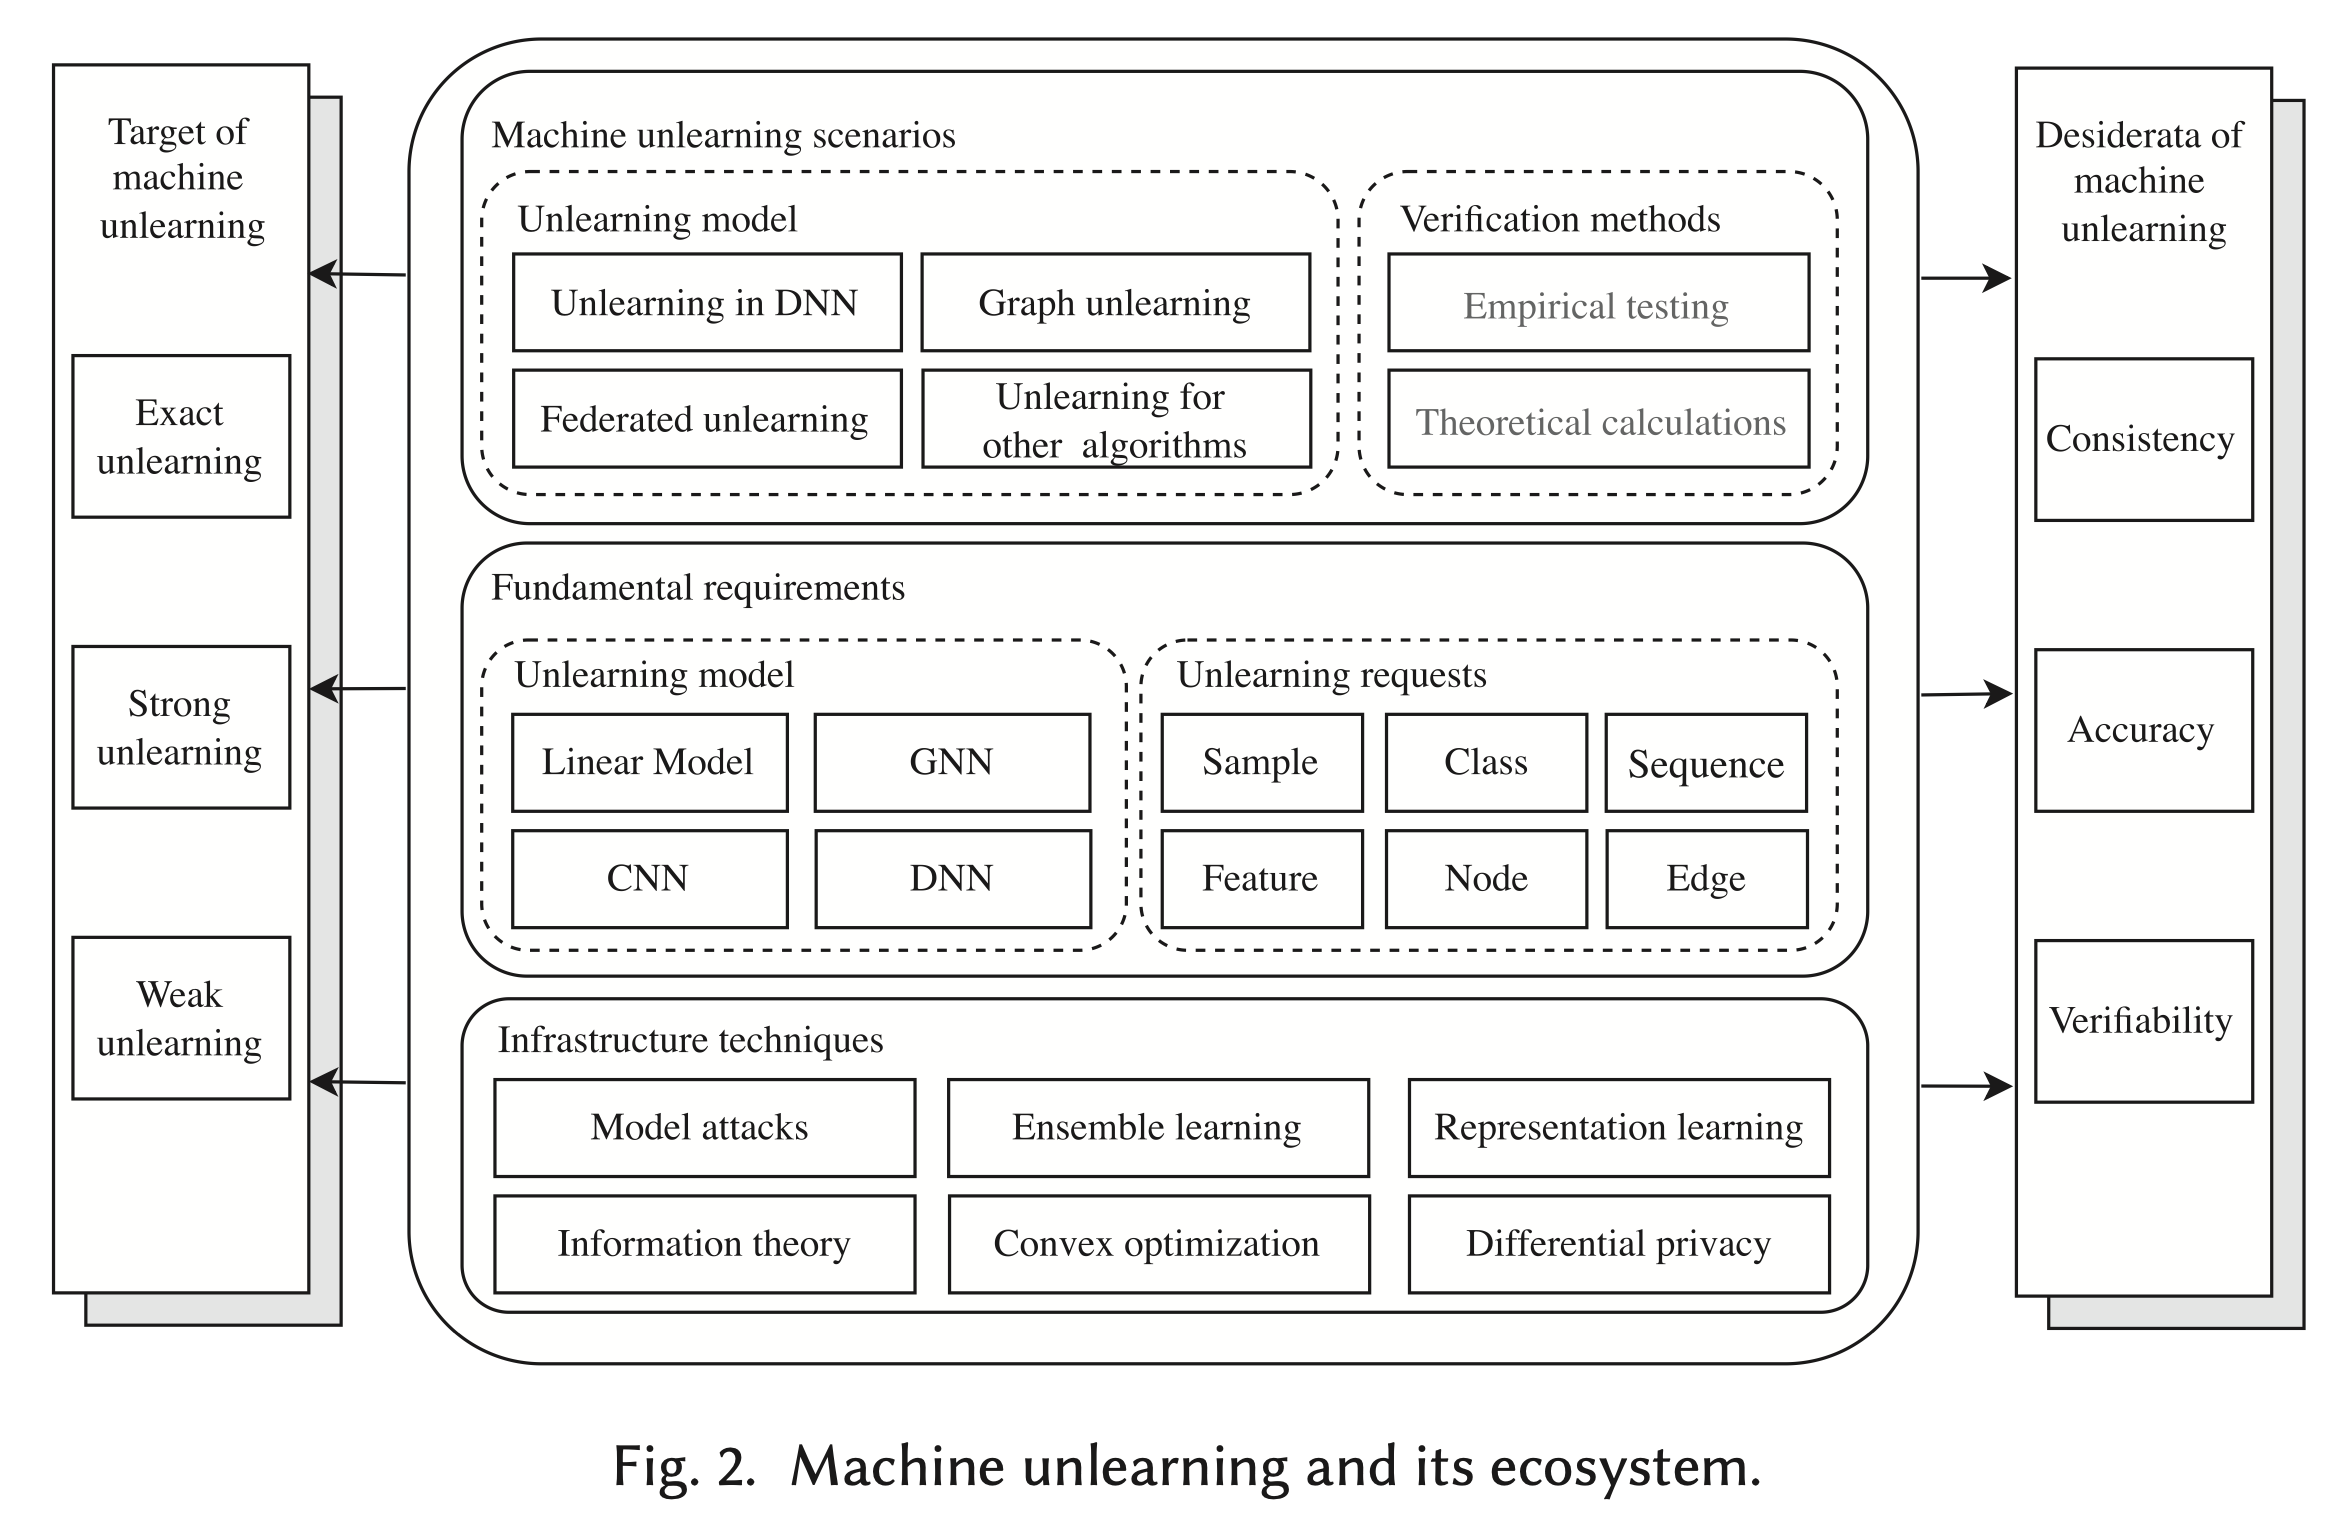 Target of
machine
unlearning
Exact
unlearning
Strong
unlearning
Weak
unlearning
Machine unlearning scenarios
Unlearning model
Unlearning in DNN
Graph unlearning
Federated unlearning
Unlearning for
other algorithms
Verification methods
Empirical testing
Theoretical calculations
Fundamental requirements
Unlearning model
Linear Model
GNN
CNN
DNN
Unlearning requests
Sample
Class
Sequence
Feature
Node
Edge
Infrastructure techniques
Model attacks
Ensemble learning
Representation learning
Information theory
Convex optimization
Differential privacy
Desiderata of
machine
unlearning
Consistency
Accuracy
Verifiability
Fig. 2. Machine unlearning and its ecosystem.